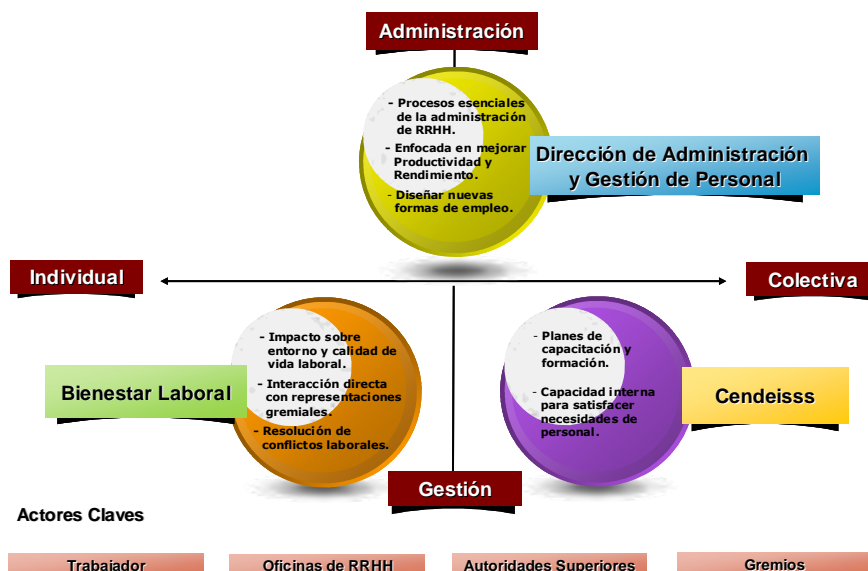 Administración
- Procesos esenciales
de la administración
de RRHH.
- Enfocada en mejorar
Productividad y
Rendimiento.
- Diseñar nuevas
formas de empleo.
Dirección de Administración
y Gestión de Personal
Individual
Colectiva
- Impacto sobre
entorno y calidad de
vida laboral.
- Interacción directa
con representaciones
gremiales.
- Resolución de
conflictos laborales.
Bienestar Laboral
- Planes de
capacitación y
formación.
- Capacidad interna
para satisfacer
necesidades de
personal.
Cendeisss
Gestión
Actores Claves
Trabajador
Oficinas de RRHH
Autoridades Superiores
Gremios